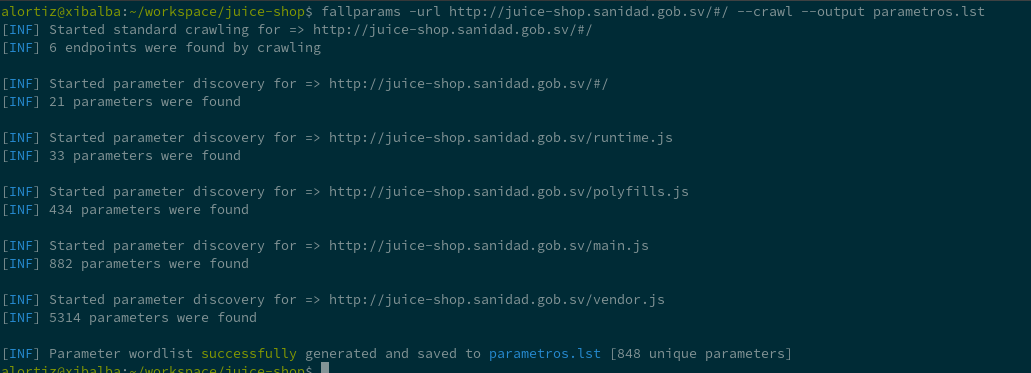 alortiz@xibalba:~/workspace/juice-shop$ fallparams -url http://juice-shop.sanidad.gob.sv/#/ --crawl --output parametros.lst
[INF] Started standard crawling for => http://juice-shop.sanidad.gob.sv/#/
[INF] 6 endpoints were found by crawling
[INF] Started parameter discovery for => http://juice-shop.sanidad.gob.sv/#/
[INF] 21 parameters were found
[INF] Started parameter discovery for => http://juice-shop.sanidad.gob.sv/runtime.js
[INF] 33 parameters were found
[INF] Started parameter discovery for => http://juice-shop.sanidad.gob.sv/polyfills.js
[INF] 434 parameters were found
[INF] Started parameter discovery for => http://juice-shop.sanidad.gob.sv/main.js
[INF] 882 parameters were found
[INF] Started parameter discovery for => http://juice-shop.sanidad.gob.sv/vendor.js
[INF] 5314 parameters were found
[INF] Parameter wordlist successfully generated and saved to parametros.lst [848 unique parameters]
alortiz@xibalba:~/workspace/juice-shop$